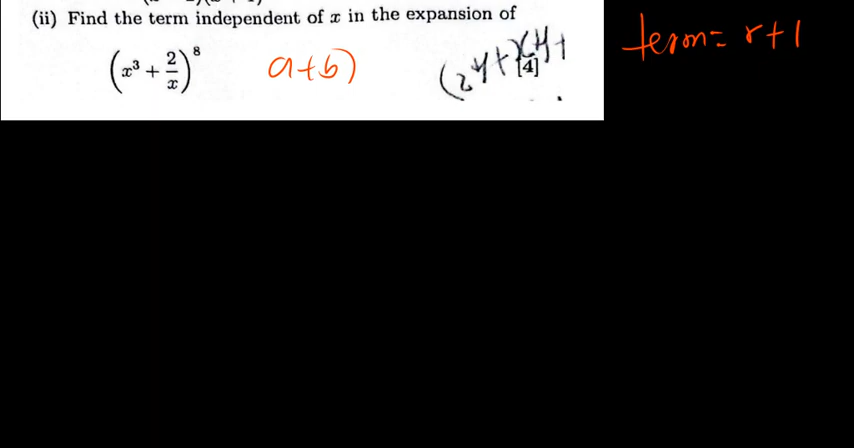 (ii) Find the term independent of x in the expansion of
(x³ + 2/x)⁸ a+b) [4]
term = r+1